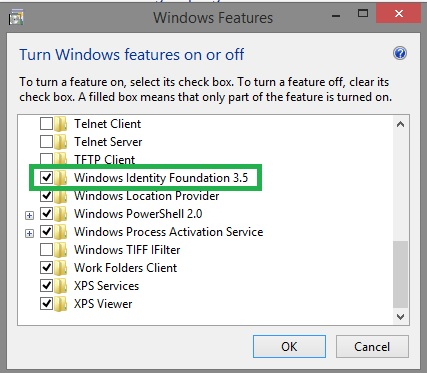 Windows Features
Turn Windows features on or off
To turn a feature on, select its check box. To turn a feature off, clear its
check box. A filled box means that only part of the feature is turned on.
Telnet Client
Telnet Server
TFTP Client
Windows Identity Foundation 3.5
Windows Location Provider
Windows PowerShell 2.0
Windows Process Activation Service
Windows TIFF IFilter
Work Folders Client
XPS Services
XPS Viewer
OK
Cancel